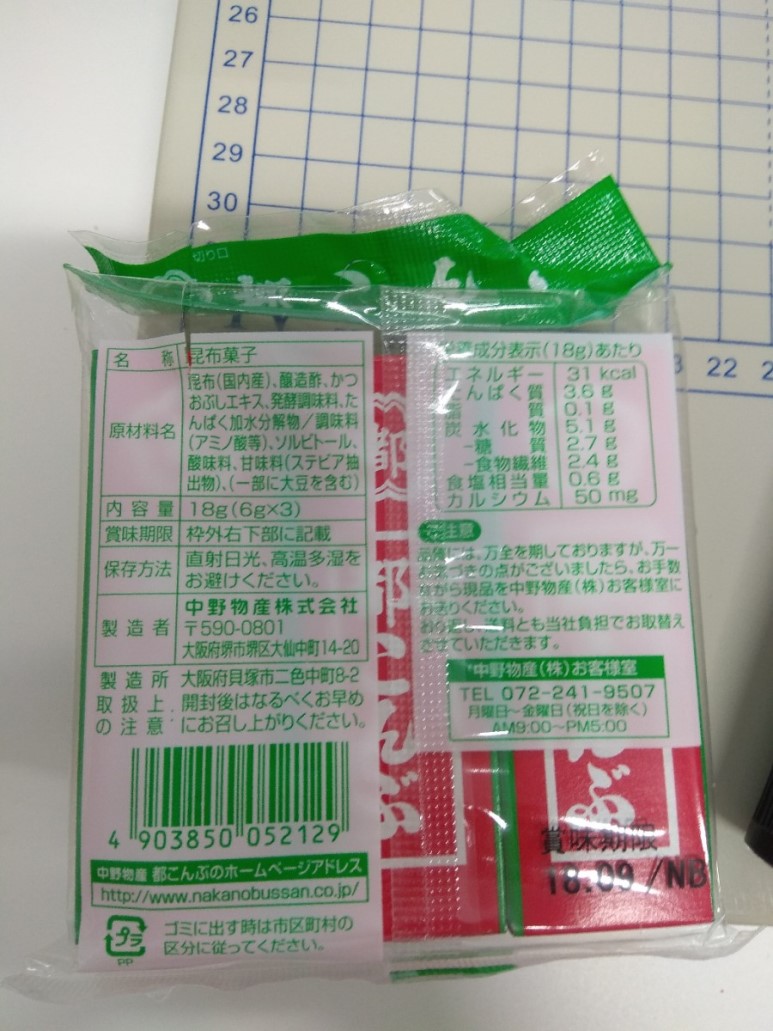 26
27
28
29
30
22
2
切り口
名称 昆布菓子
原材料名
昆布(国内産)、醸造酢、かつ
おぶしエキス、発酵調味料、た
んぱく加水分解物/調味料
(アミノ酸等)、ソルビトール、
酸味料、甘味料(ステビア抽
出物)、(一部に大豆を含む)
内容量 18g(6g×3)
賞味期限 枠外右下部に記載
保存方法
直射日光、高温多湿を
お避けください。
製造者
中野物産株式会社
〒590-0801
大阪府堺市堺区大仙中町14-20
製造所 大阪府貝塚市二色中町8-2
取扱上 開封後はなるべくお早め
の注意 にお召し上がりください。
4 903850 052129
中野物産 都こんぶのホームページアドレス
http://www.nakanobussan.co.jp/
プラ
PP
ゴミに出す時は市区町村の
区分に従ってください。
成分表示(18g)あたり
エネルギー 31 kcal
んぱく質 3.6 g
質 0.1 g
炭水化物 5.1 g
-糖質 2.7 g
-食物繊維 2.4 g
食塩相当量 0.6 g
カルシウム 50 mg
ご注意
品質には、万全を期しておりますが、万一
お気づきの点がございましたら、お手数
ながら現品を中野物産(株)お客様室に
お送りください。
折り返し送料とも当社負担でお取替え
させていただきます。
中野物産(株)お客様室
TEL 072-241-9507
月曜日~金曜日(祝日を除く)
AM9:00~PM5:00
都
都こんぶ
んぶ
賞味期限
18.09/NB